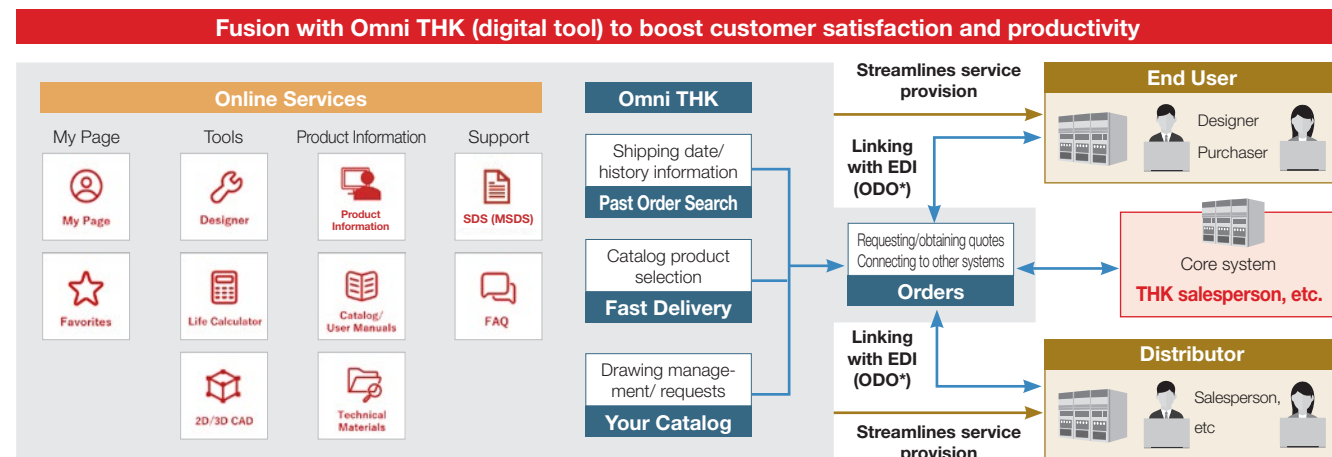 Fusion with Omni THK (digital tool) to boost customer satisfaction and productivity
Online Services
My Page
Tools
Product Information
Support
My Page
Designer
Product
Information
SDS (MSDS)
Favorites
Life Calculator
Catalog/
User Manuals
FAQ
2D/3D CAD
Technical
Materials
Omni THK
Shipping date/
history information
Past Order Search
Catalog product
selection
Fast Delivery
Drawing manage-
ment/ requests
Your Catalog
Streamlines service
provision
Linking
with EDI
(ODO*)
Requesting/obtaining quotes
Connecting to other systems
Orders
Linking
with EDI
(ODO*)
Streamlines service
provision
End User
Designer
Purchaser
Core system
THK salesperson, etc.
Distributor
Salesperson,
etc